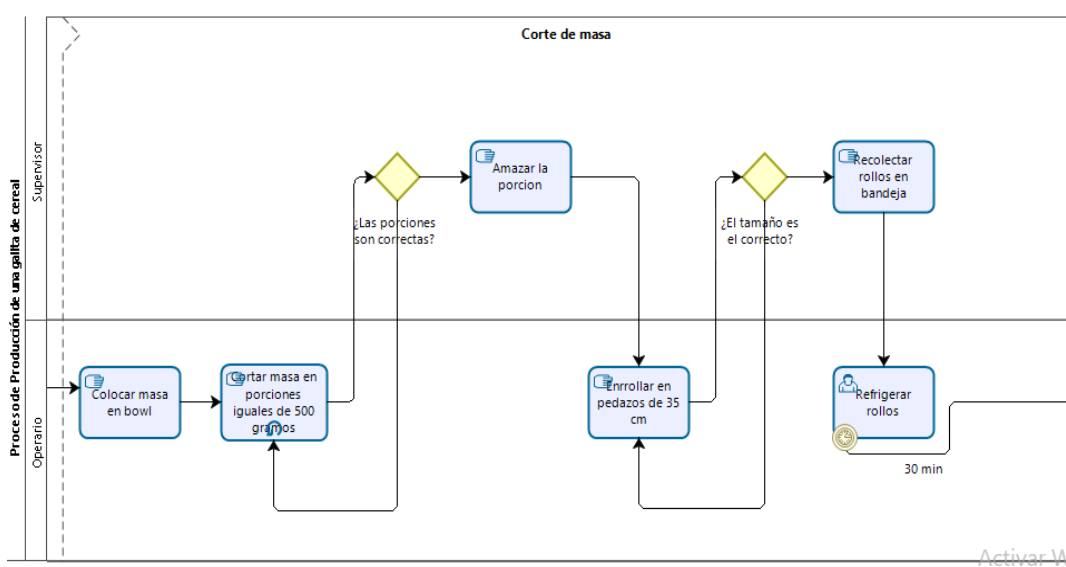 Corte de masa
Proceso de Producción de una gallita de cereal
Supervisor
Operario
Colocar masa
en bowl
Cortar masa en
porciones
iguales de 500
gramos
¿Las porciones
son correctas?
Amazar la
porcion
Enrrollar en
pedazos de 35
cm
¿El tamaño es
el correcto?
Recolectar
rollos en
bandeja
Refrigerar
rollos
30 min
Activar W